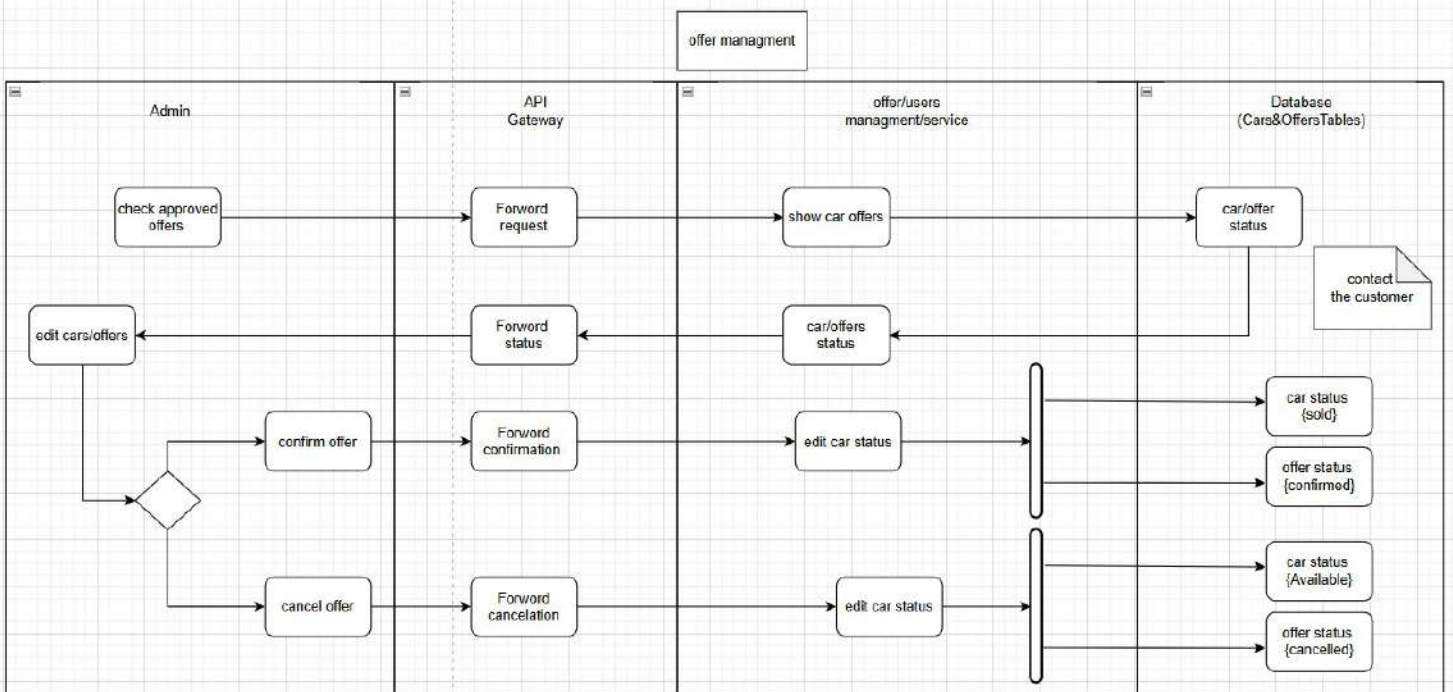 offer managment
Admin
API
Gateway
offer/users
managment/service
Database
(Cars&OffersTables)
check approved
offers
Forword
request
show car offers
car/offer
status
contact
the customer
edit cars/offers
Forword
status
car/offers
status
car status
{sold}
confirm offer
Forword
confirmation
edit car status
offer status
{confirmed}
car status
{Available}
cancel offer
Forword
cancelation
edit car status
offer status
{cancelled}